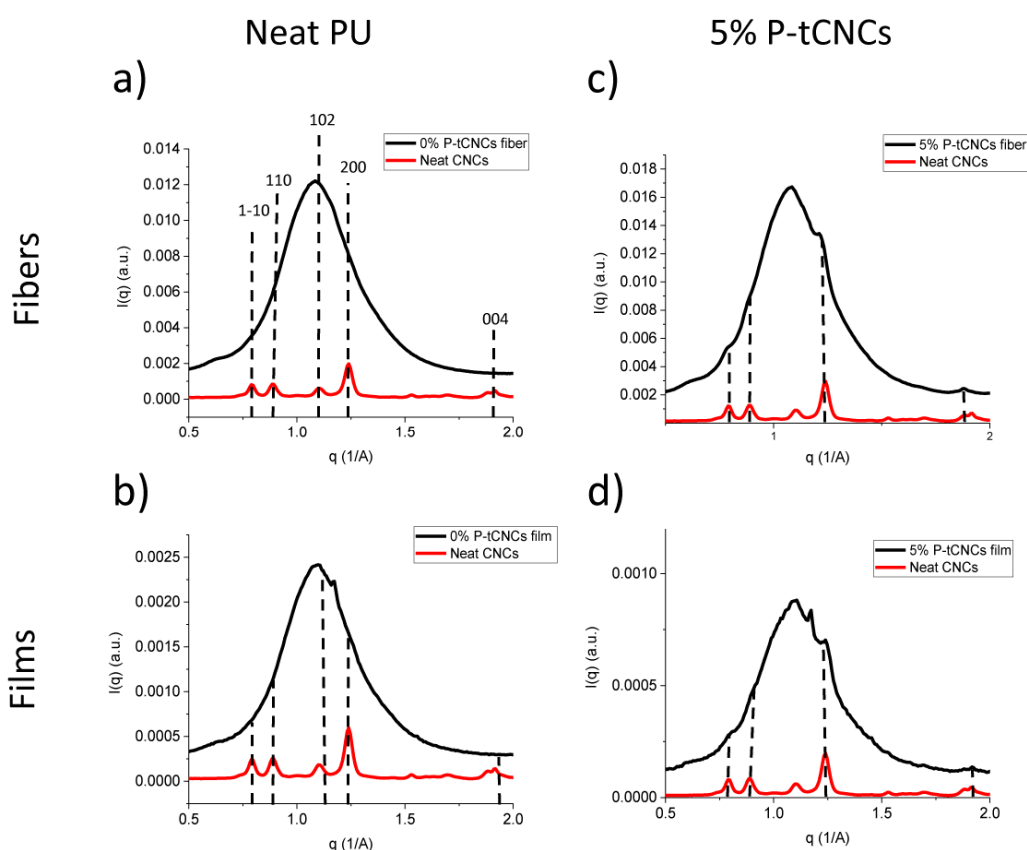 Neat PU
5% P-tCNCs
Fibers
a)
102
200
110
1-10
004
0% P-tCNCs fiber
Neat CNCs
0.014
0.012
0.010
0.008
0.006
0.004
0.002
0.000
I(q) (a.u.)
0.5 1.0 1.5 2.0
q (1/A)
c)
5% P-tCNCs fiber
Neat CNCs
0.018
0.016
0.014
0.012
0.010
0.008
0.006
0.004
0.002
I(q) (a.u.)
1 2
q (1/A)
Films
b)
0% P-tCNCs film
Neat CNCs
0.0025
0.0020
0.0015
0.0010
0.0005
0.0000
I(q) (a.u.)
0.5 1.0 1.5 2.0
q (1/A)
d)
5% P-tCNCs film
Neat CNCs
0.0010
0.0005
0.0000
I(q) (a.u.)
0.5 1.0 1.5 2.0
q (1/A)